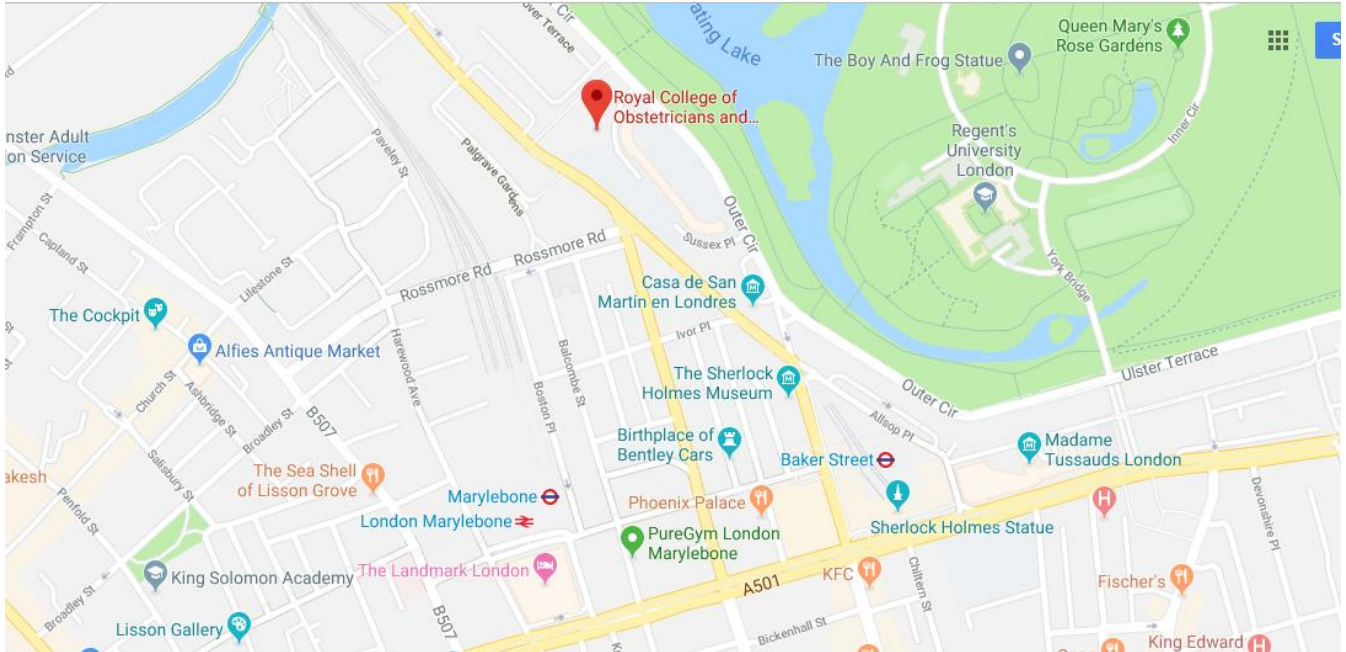 over Terrace
Outer Cir
ating Lake
Queen Mary's
Rose Gardens
The Boy And Frog Statue
S
Royal College of
Obstetricians and...
nster Adult
on Service
Paveley St
Palgrave Gardens
Regent's
University
London
Inner Cir
Frampton St
Capland St
Lilestone St
Rossmore Rd
Rossmore Rd
Outer Cir
Sussex Pl
York Bridge
Casa de San
Martin en Londres
The Cockpit
Alfies Antique Market
Harewood Ave
Balcombe St
Boston Pl
Ivor Pl
The Sherlock
Holmes Museum
Outer Cir
Ulster Terrace
Allsop Pl
Church St
Ashbridge St
Broadley St
B507
Birthplace of
Bentley Cars
Baker Street
Madame
Tussauds London
akesh
Salisbury St
Penfold St
The Sea Shell
of Lisson Grove
Marylebone
London Marylebone
Phoenix Palace
Sherlock Holmes Statue
Devonshire Pl
H
PureGym London
Marylebone
King Solomon Academy
The Landmark London
A501
KFC
Chiltern St
Fischer's
Broadley St
B507
Lisson Gallery
Bickenhall St
King Edward
H